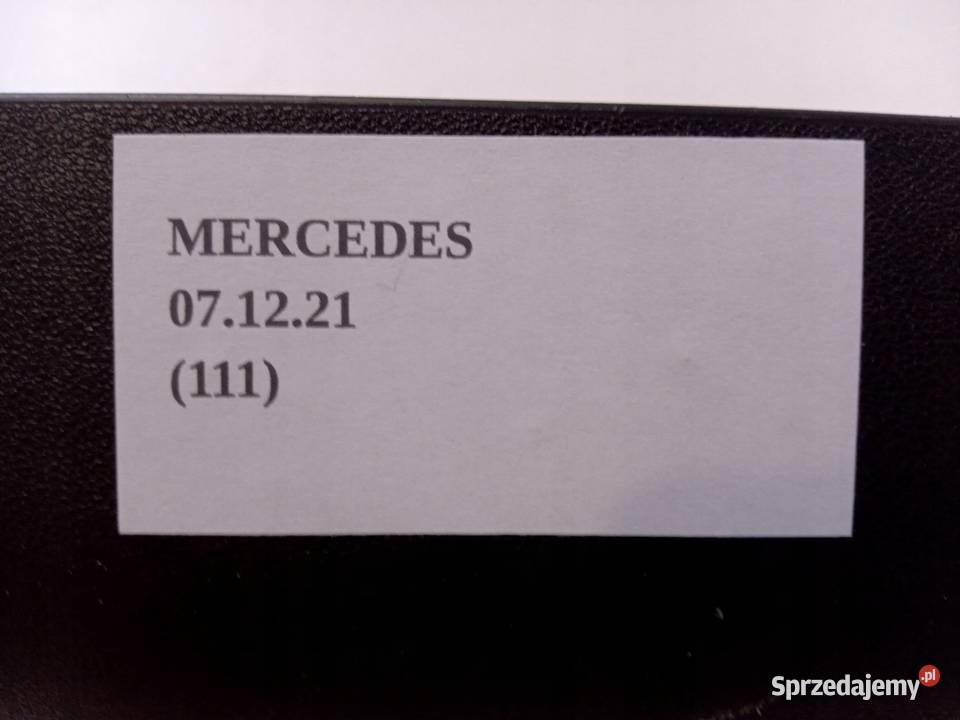 MERCEDES
07.12.21
(111)
Sprzedajemy.pl